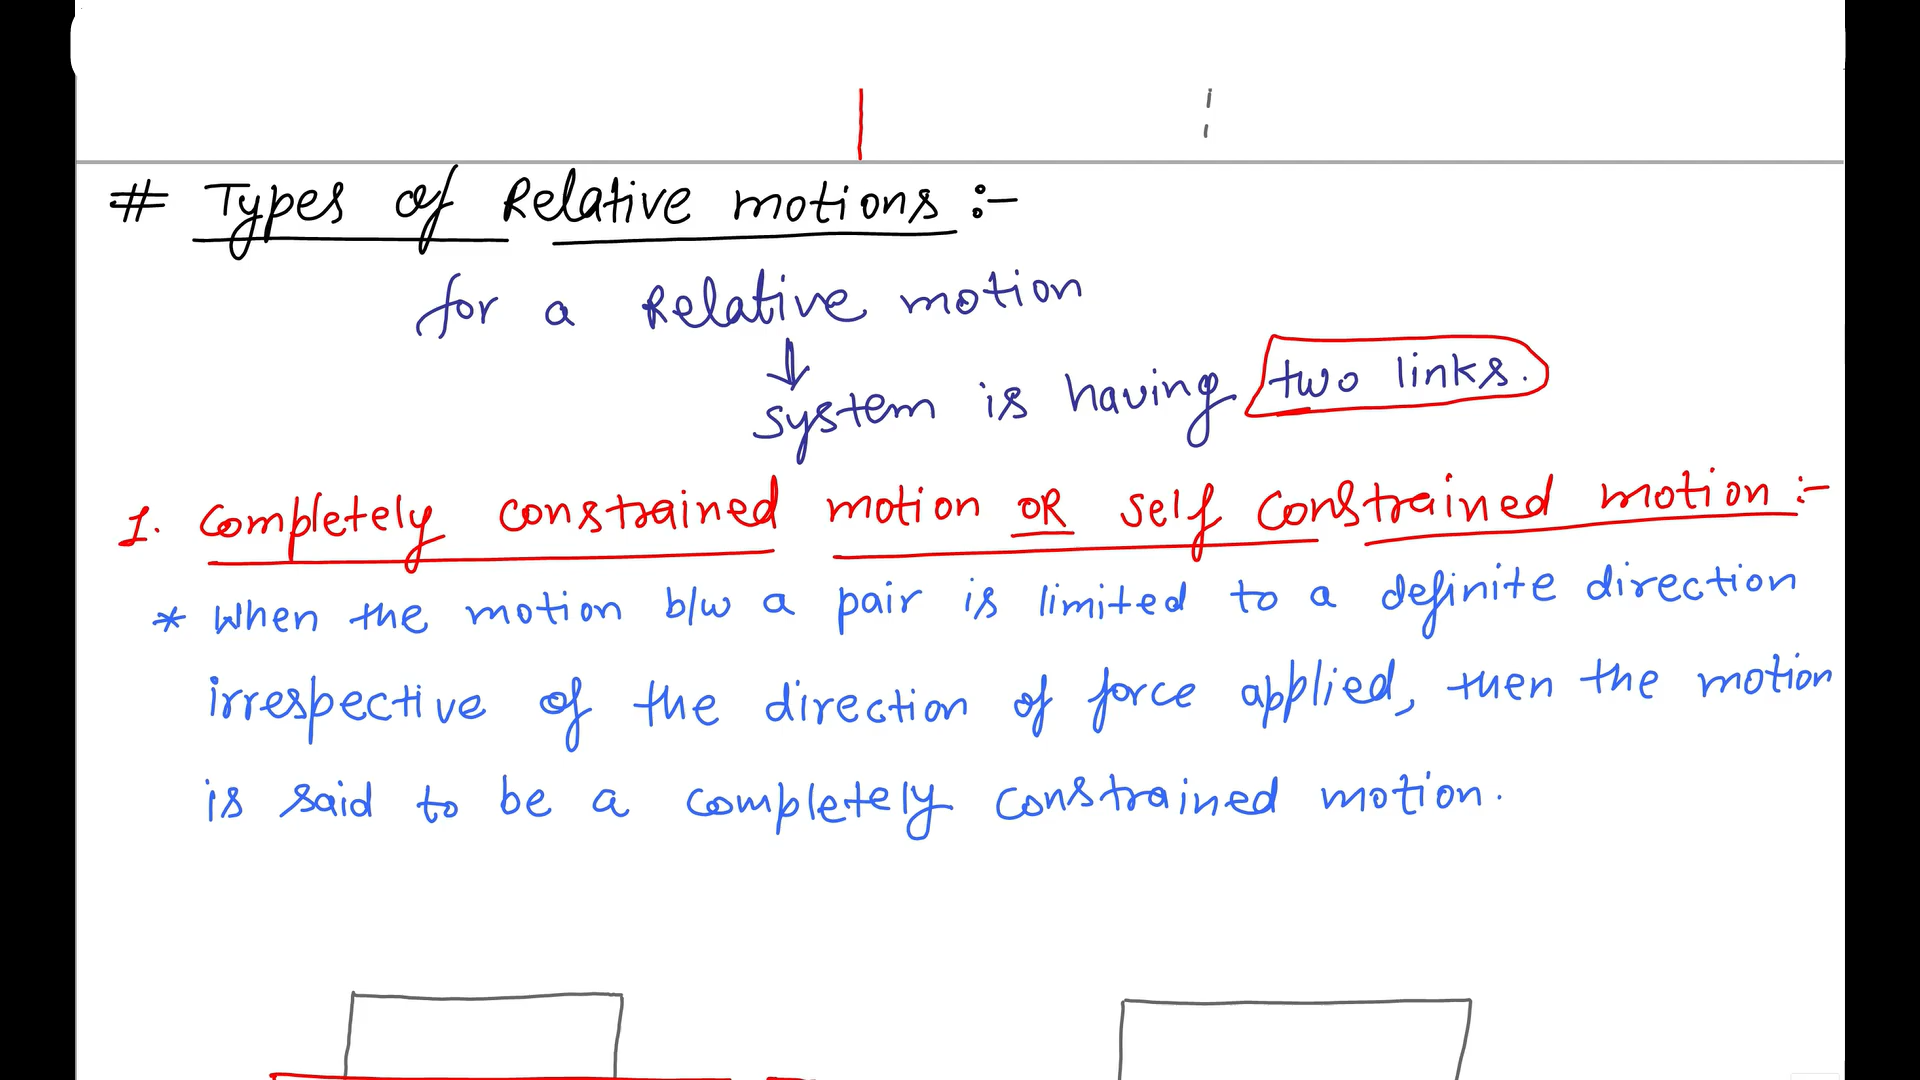 # Types of Relative motions :-
for a Relative motion
↓
system is having two links.
1. Completely constrained motion OR self constrained motion :-
* When the motion b/w a pair is limited to a definite direction
irrespective of the direction of force applied, then the motion
is said to be a completely constrained motion.